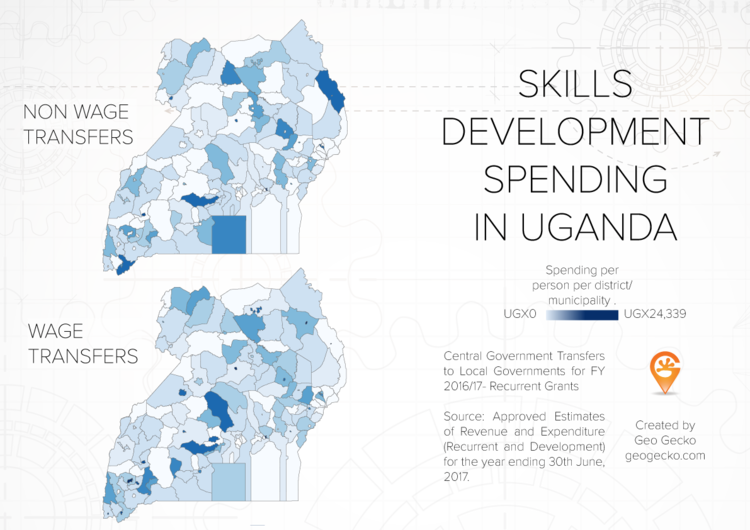 NON WAGE
TRANSFERS
SKILLS
DEVELOPMENT
SPENDING
IN UGANDA
Spending per
person per district/
municipality .
UGX0
UGX24,339
WAGE
TRANSFERS
Central Government Transfers
to Local Governments for FY
2016/17- Recurrent Grants
Source: Approved Estimates
of Revenue and Expenditure
(Recurrent and Development)
for the year ending 30th June,
2017.
Created by
Geo Gecko
geogecko.com